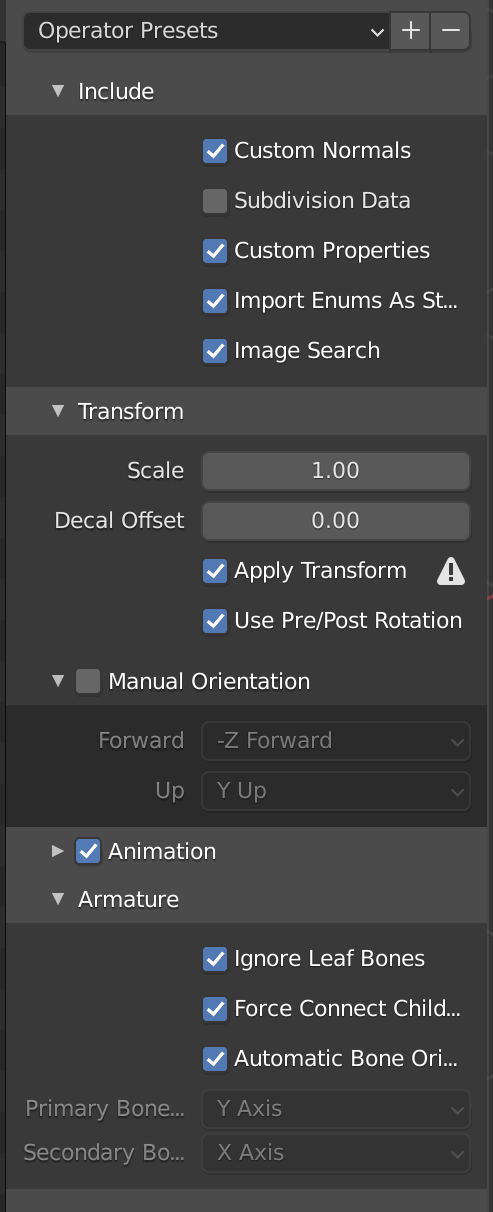 Operator Presets
Include
Custom Normals
Subdivision Data
Custom Properties
Import Enums As St...
Image Search
Transform
Scale 1.00
Decal Offset 0.00
Apply Transform
Use Pre/Post Rotation
Manual Orientation
Forward -Z Forward
Up Y Up
Animation
Armature
Ignore Leaf Bones
Force Connect Child...
Automatic Bone Ori...
Primary Bone... Y Axis
Secondary Bo... X Axis